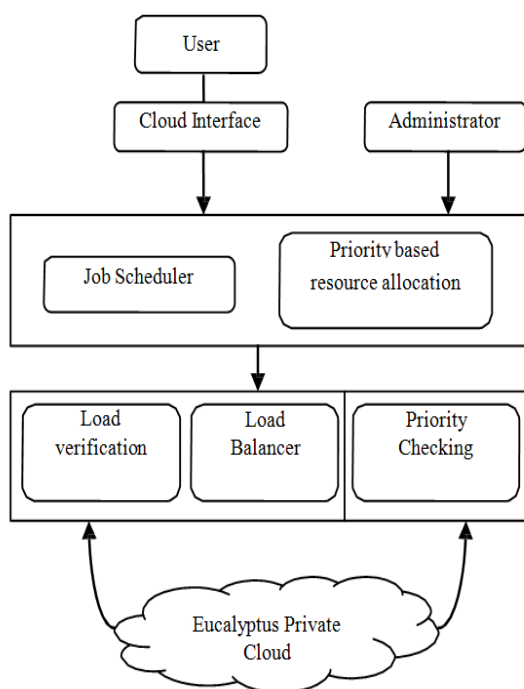 User
Cloud Interface
Administrator
Job Scheduler
Priority based
resource allocation
Load
verification
Load
Balancer
Priority
Checking
Eucalyptus Private
Cloud